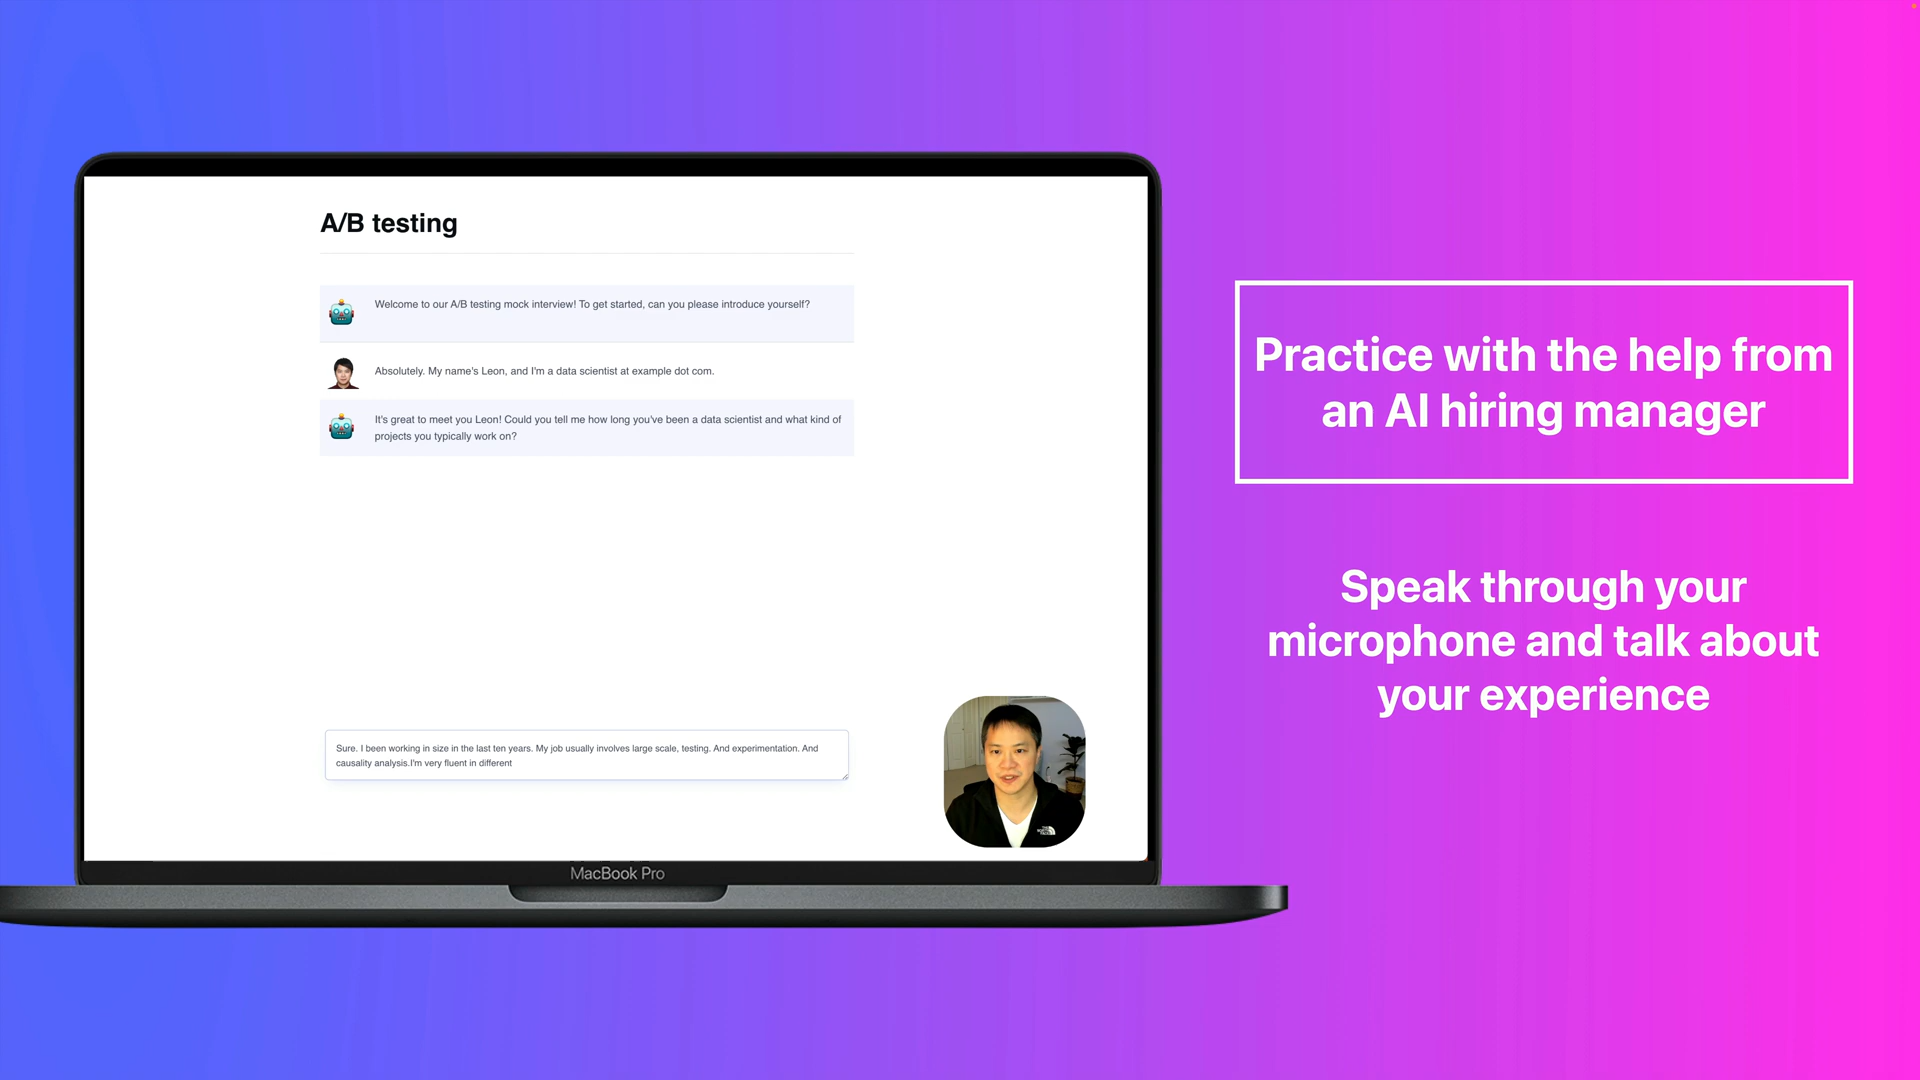 A/B testing
Welcome to our A/B testing mock interview! To get started, can you please introduce yourself?
Absolutely. My name's Leon, and I'm a data scientist at example dot com.
It's great to meet you Leon! Could you tell me how long you've been a data scientist and what kind of
projects you typically work on?
Sure. I been working in size in the last ten years. My job usually involves large scale, testing. And experimentation. And
causality analysis.I'm very fluent in different
THE
NORTH
FACE
MacBook Pro
Practice with the help from
an AI hiring manager
Speak through your
microphone and talk about
your experience